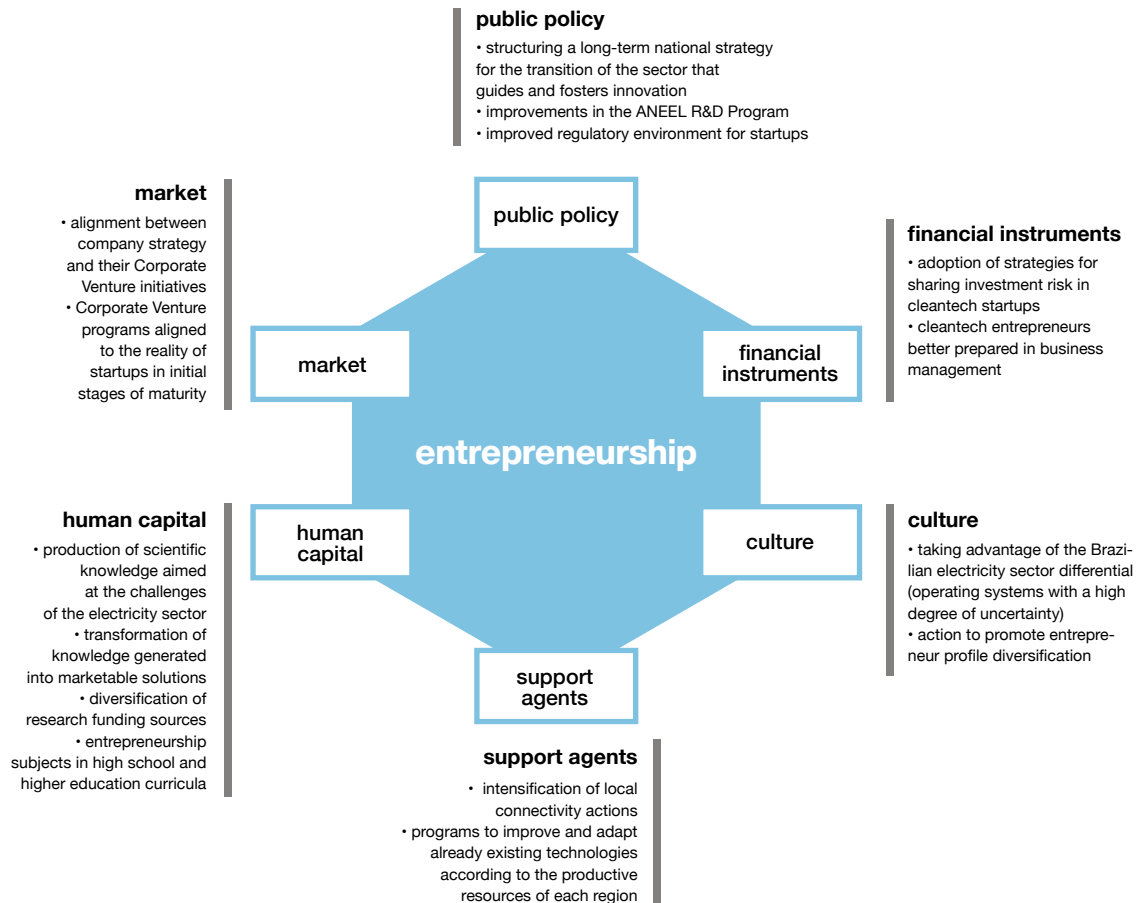 public policy
• structuring a long-term national strategy
for the transition of the sector that
guides and fosters innovation
• improvements in the ANEEL R&D Program
• improved regulatory environment for startups
market
• alignment between
company strategy
and their Corporate
Venture initiatives
• Corporate Venture
programs aligned
to the reality of
startups in initial
stages of maturity
public policy
financial instruments
• adoption of strategies for
sharing investment risk in
cleantech startups
• cleantech entrepreneurs
better prepared in business
management
market
financial
instruments
entrepreneurship
human capital
• production of scientific
knowledge aimed
at the challenges
of the electricity sector
• transformation of
knowledge generated
into marketable solutions
• diversification of
research funding sources
• entrepreneurship
subjects in high school and
higher education curricula
human
capital
culture
culture
• taking advantage of the Brazi-
lian electricity sector differential
(operating systems with a high
degree of uncertainty)
• action to promote entrepre-
neur profile diversification
support
agents
support agents
• intensification of local
connectivity actions
• programs to improve and adapt
already existing technologies
according to the productive
resources of each region